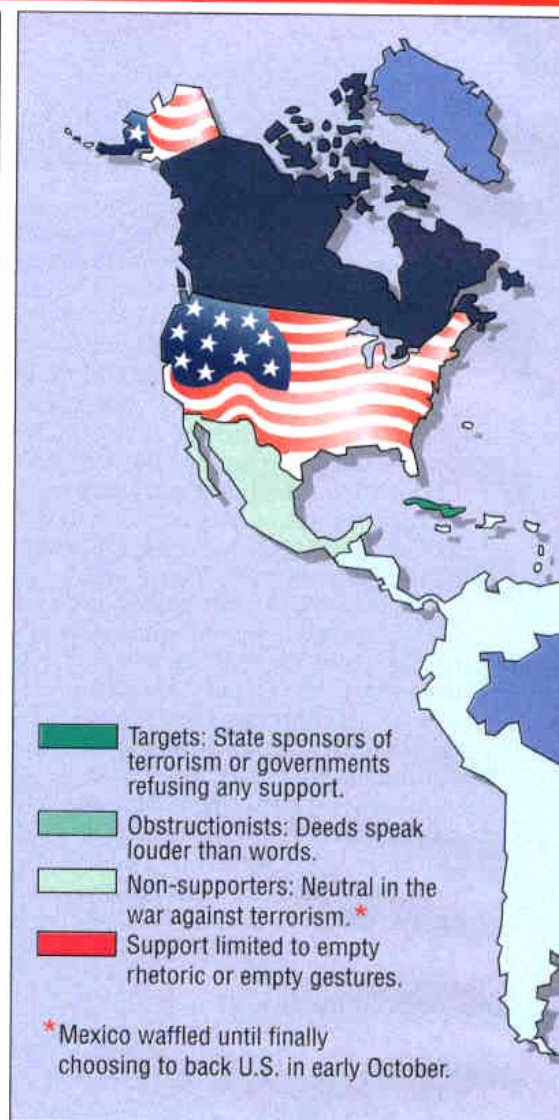 Targets: State sponsors of
terrorism or governments
refusing any support.
Obstructionists: Deeds speak
louder than words.
Non-supporters: Neutral in the
war against terrorism.*
Support limited to empty
rhetoric or empty gestures.
*Mexico waffled until finally
choosing to back U.S. in early October.